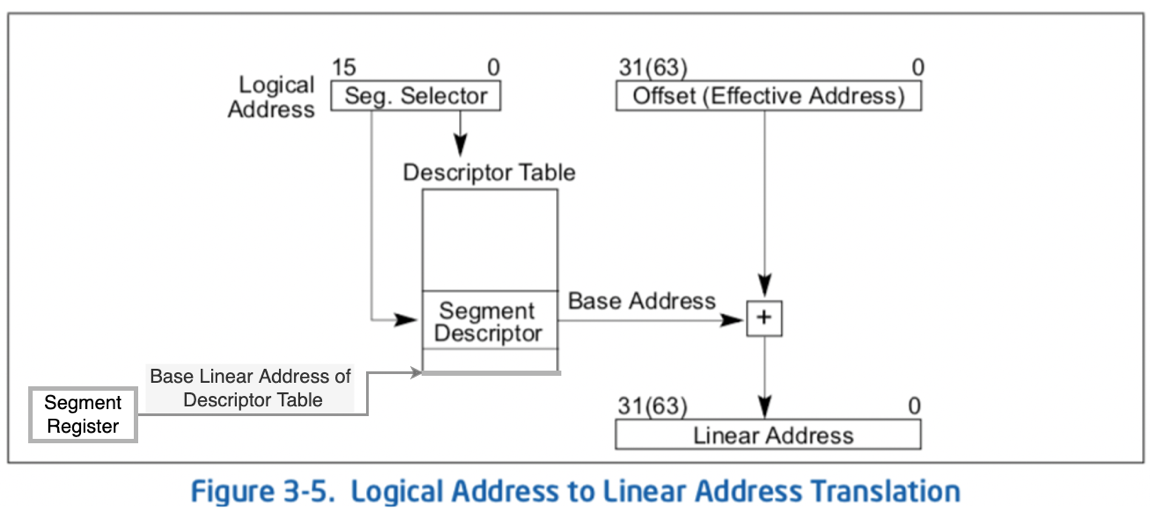 15 0
Logical
Address
Seg. Selector
31(63) 0
Offset (Effective Address)
Descriptor Table
Segment
Descriptor
Base Address
+
Base Linear Address of
Descriptor Table
Segment
Register
31(63) 0
Linear Address
Figure 3-5. Logical Address to Linear Address Translation